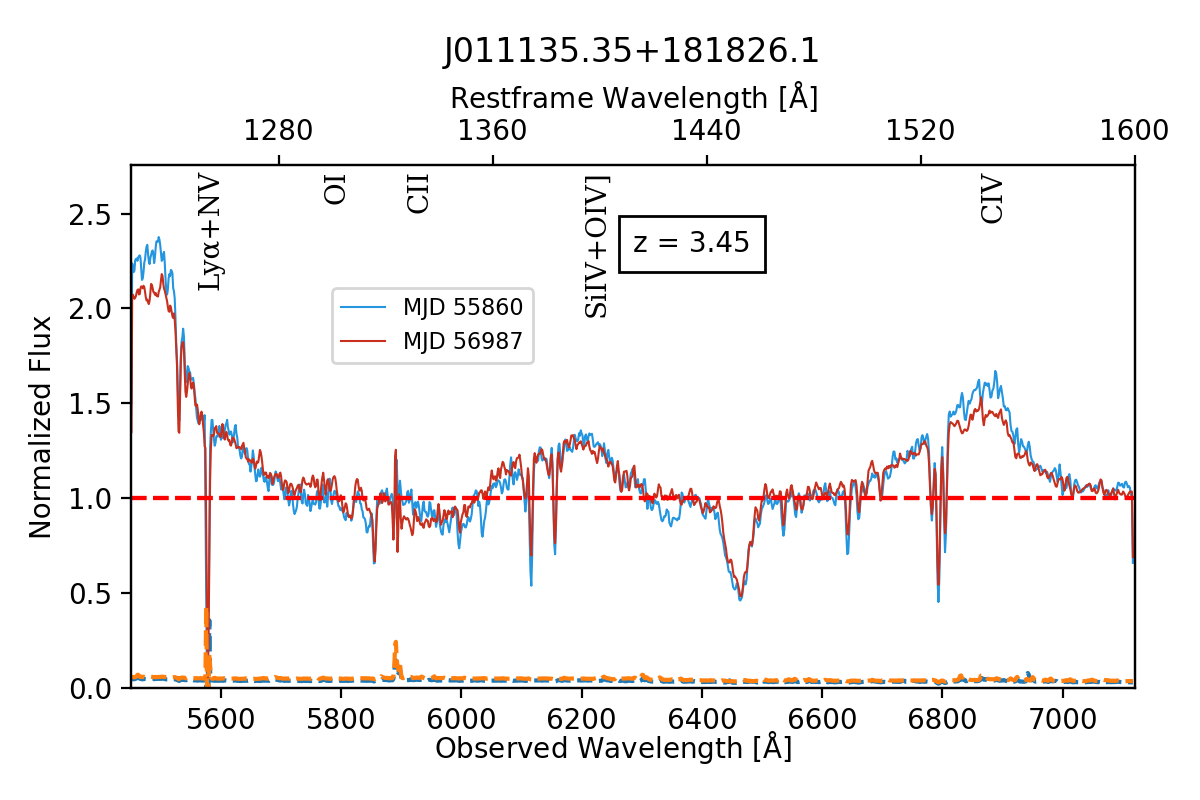 J011135.35+181826.1
Restframe Wavelength [Å]
1280 1360 1440 1520 1600
Lyα+NV
OI
CII
SiIV+OIV]
CIV
z = 3.45
MJD 55860
MJD 56987
Normalized Flux
2.5
2.0
1.5
1.0
0.5
0.0
5600 5800 6000 6200 6400 6600 6800 7000
Observed Wavelength [Å]